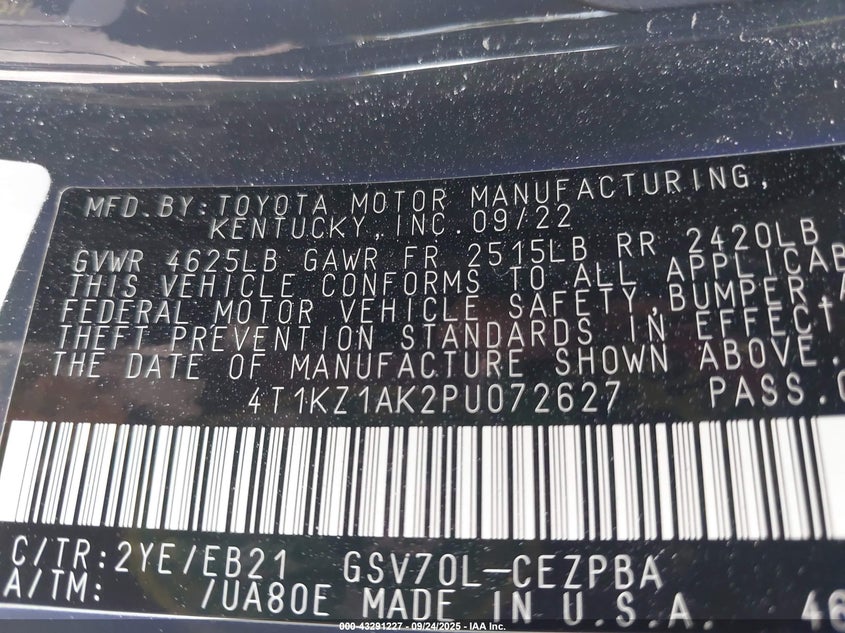 MFD.BY:TOYOTA MOTOR MANUFACTURING,
KENTUCKY,INC.09/22
GVWR 4625LB GAWR FR 2515LB RR 2420LB
THIS VEHICLE CONFORMS TO ALL APPLICAB
FEDERAL MOTOR VEHICLE SAFETY,BUMPER,A
THEFT PREVENTION STANDARDS IN EFFECT
THE DATE OF MANUFACTURE SHOWN ABOVE.
4T1KZ1AK2PU072627 PASS.
C/TR:2YE/EB21 GSV70L-CEZPBA
A/TM: /UA80E MADE IN U.S.A. 46
000-43291227 - 09/24/2025 - IAA Inc.